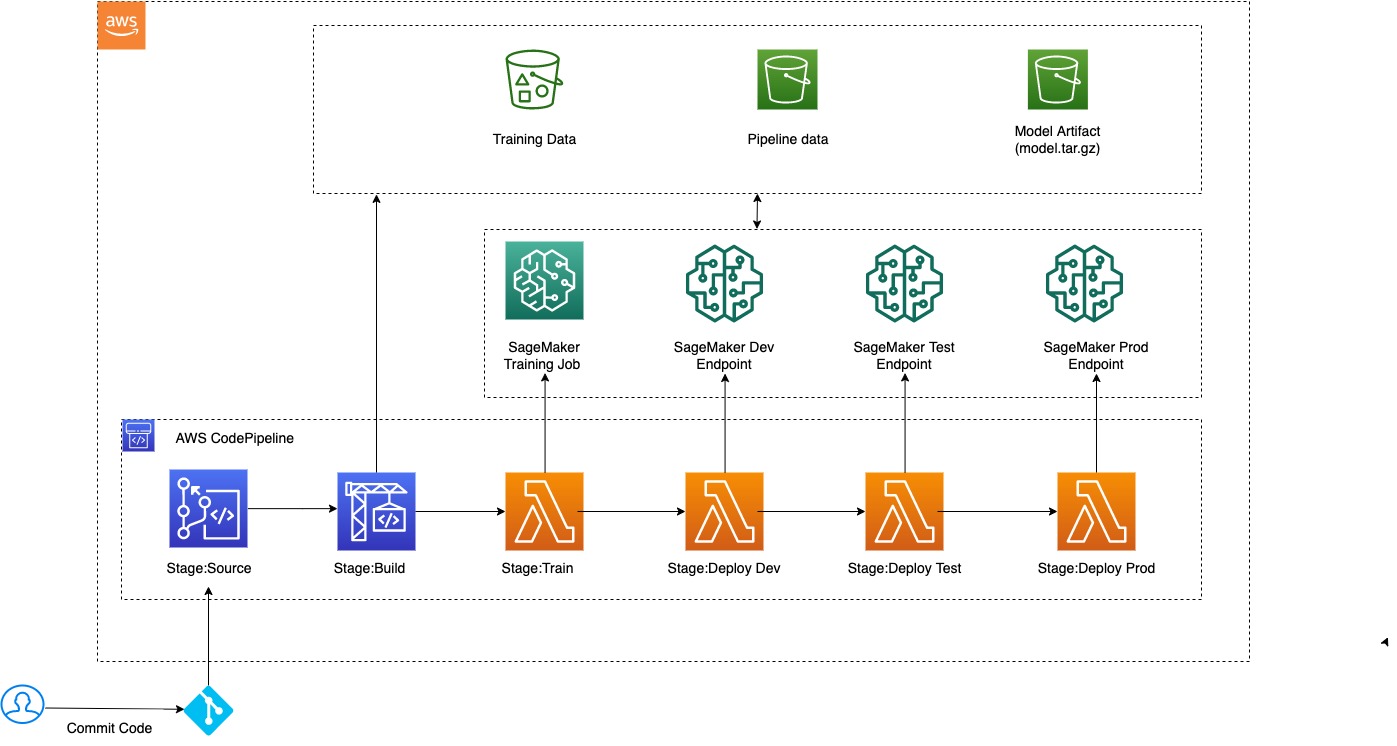 aws
Training Data
Pipeline data
Model Artifact
(model.tar.gz)
SageMaker
Training Job
SageMaker Dev
Endpoint
SageMaker Test
Endpoint
SageMaker Prod
Endpoint
AWS CodePipeline
Stage:Source
Stage:Build
Stage:Train
Stage:Deploy Dev
Stage:Deploy Test
Stage:Deploy Prod
Commit Code